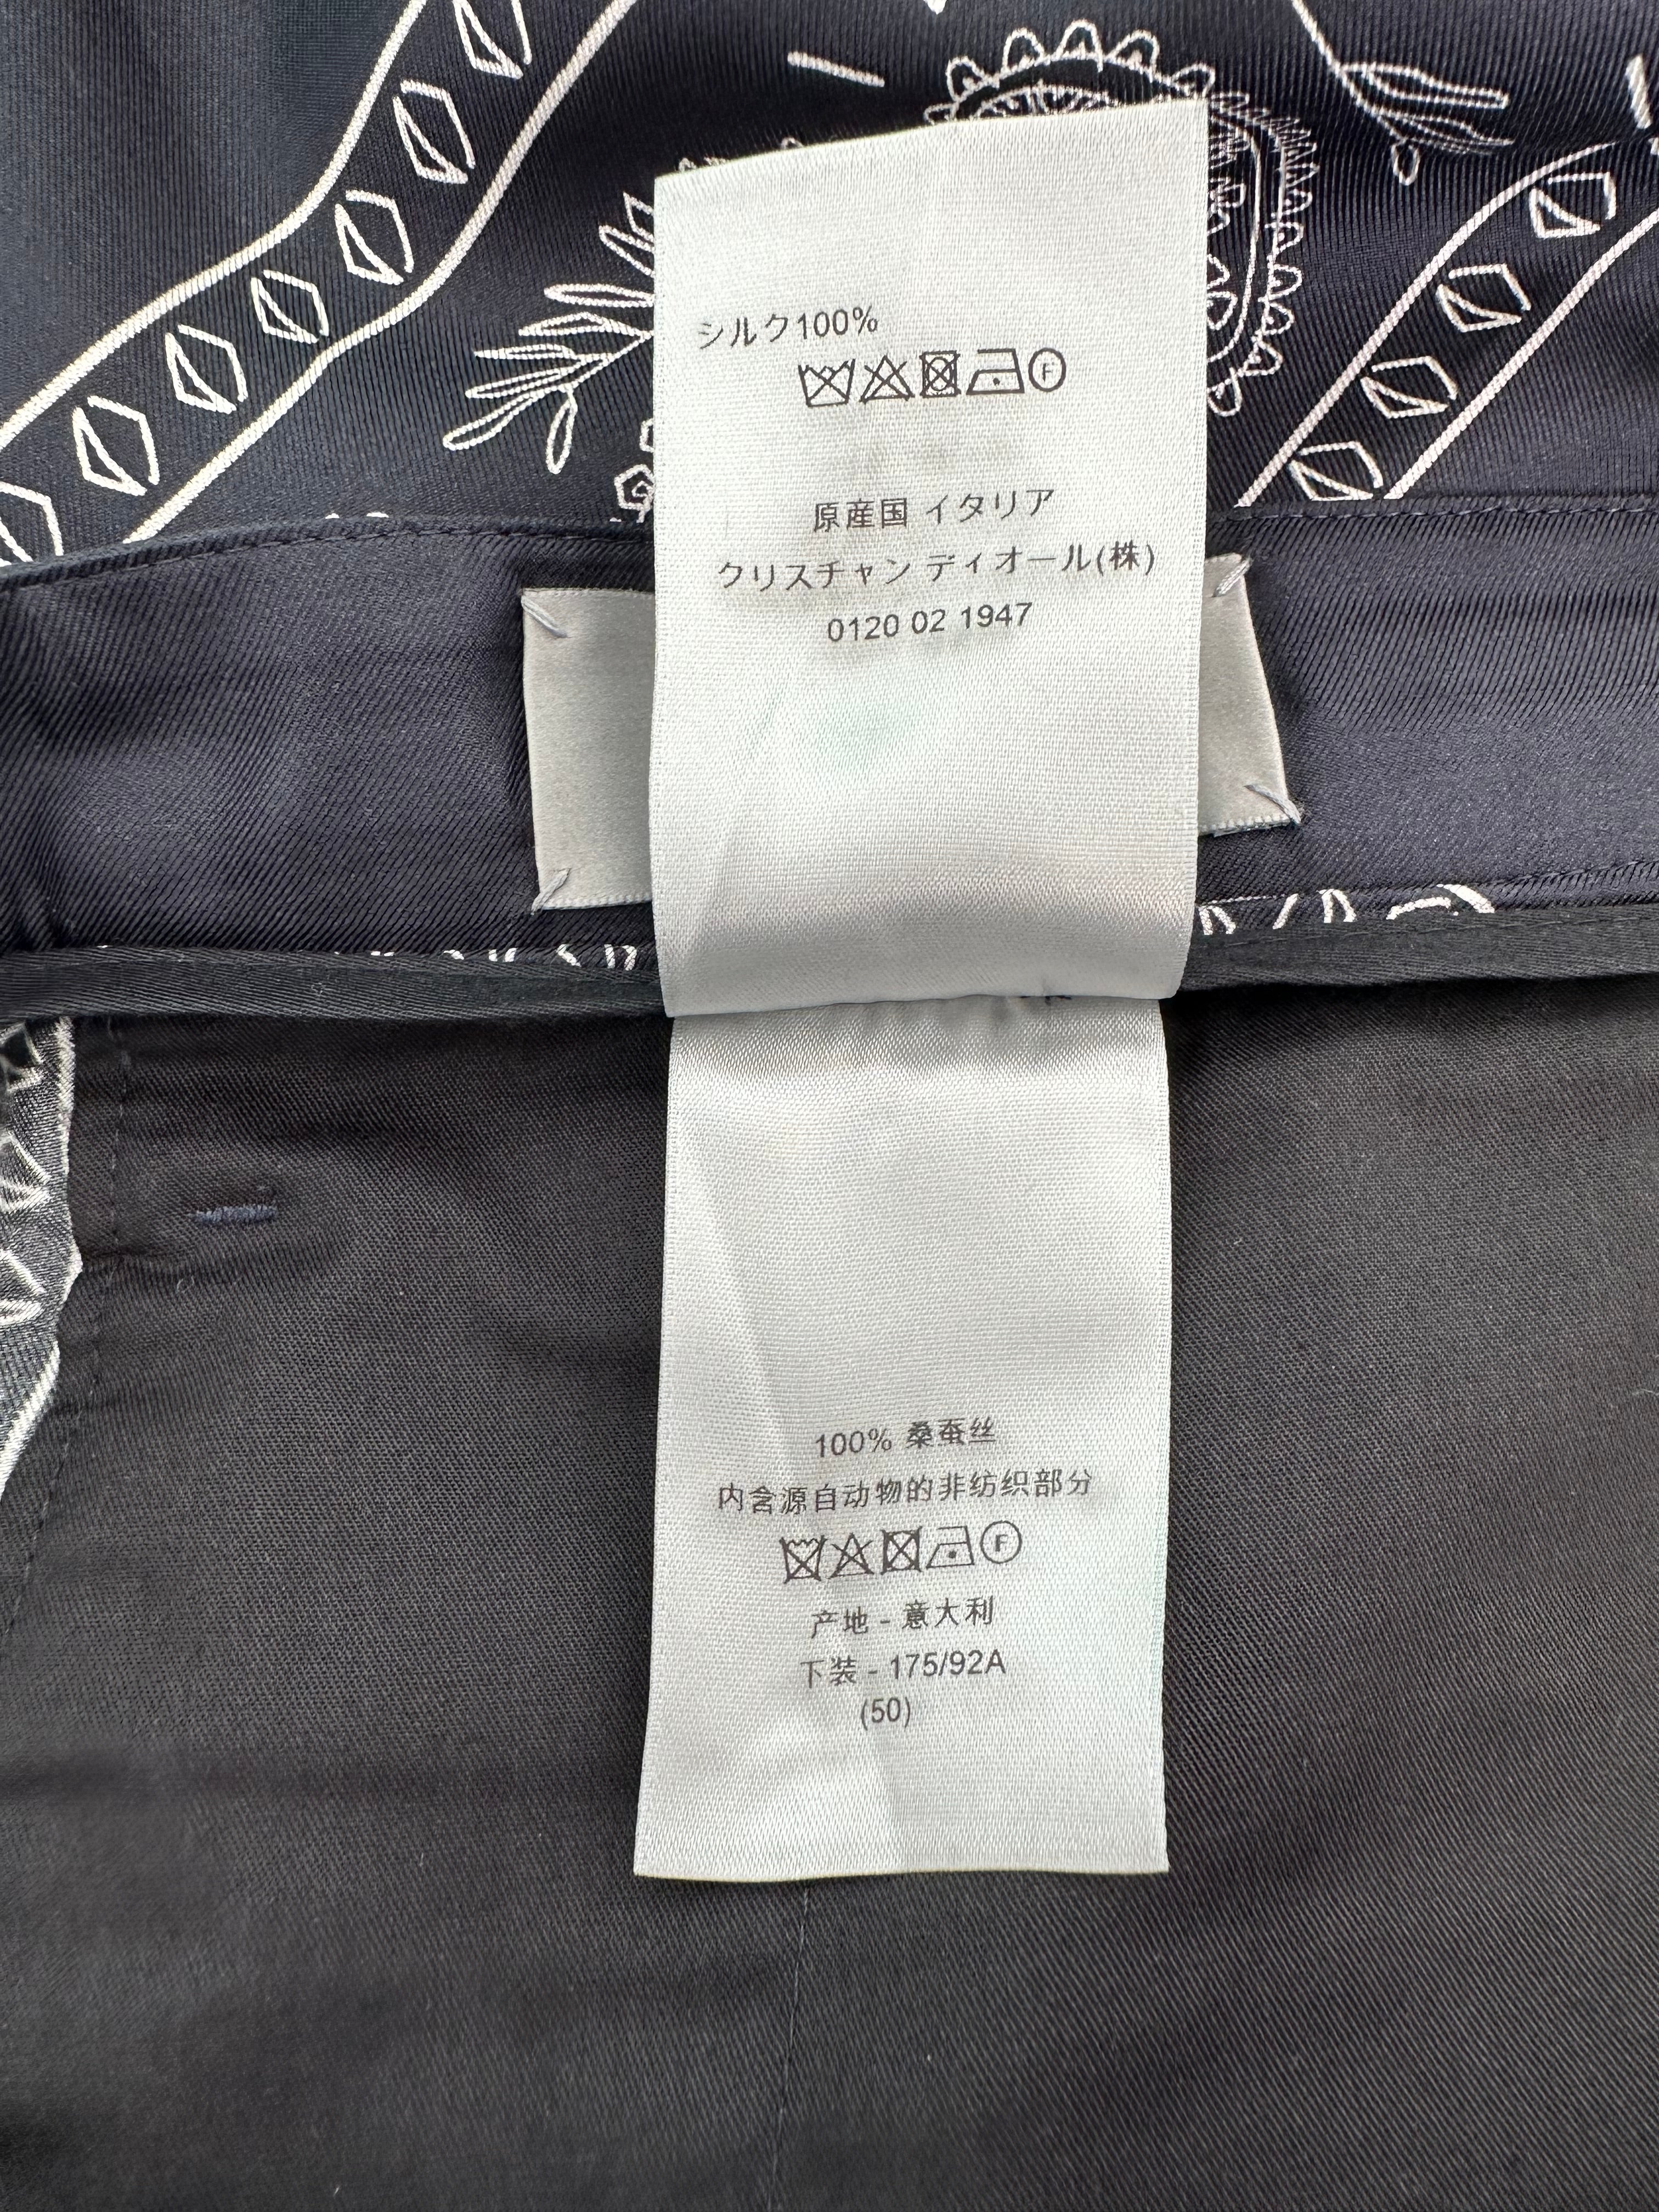 シルク100%
F
原産国 イタリア
クリスチャン ディオール(株)
0120 02 1947
100% 桑蚕丝
内含源自动物的非纺织部分
F
产地 - 意大利
下装 - 175/92A
(50)